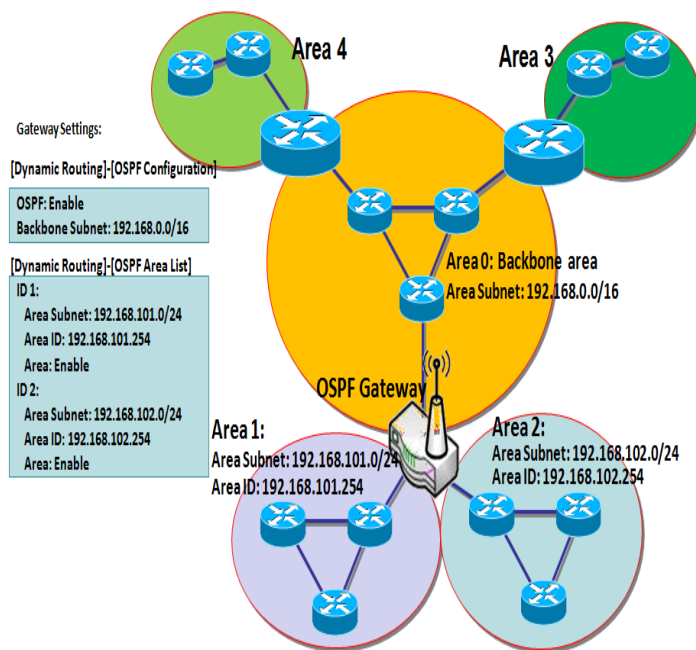 Area 4
Area 3
Gateway Settings:
[Dynamic Routing]-[OSPF Configuration]
OSPF: Enable
Backbone Subnet: 192.168.0.0/16
[Dynamic Routing]-[OSPF Area List]
ID 1:
Area Subnet: 192.168.101.0/24
Area ID: 192.168.101.254
Area: Enable
ID 2:
Area Subnet: 192.168.102.0/24
Area ID: 192.168.102.254
Area: Enable
Area 0: Backbone area
Area Subnet: 192.168.0.0/16
OSPF Gateway
Area 1:
Area Subnet: 192.168.101.0/24
Area ID: 192.168.101.254
Area 2:
Area Subnet: 192.168.102.0/24
Area ID: 192.168.102.254